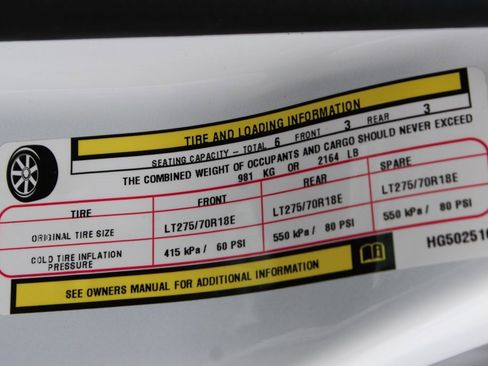 TIRE AND LOADING INFORMATION
SEATING CAPACITY - TOTAL 6 FRONT 3 REAR 3
THE COMBINED WEIGHT OF OCCUPANTS AND CARGO SHOULD NEVER EXCEED
981 KG OR 2164 LB
TIRE FRONT REAR SPARE
ORIGINAL TIRE SIZE LT275/70R18E LT275/70R18E LT275/70R18E
COLD TIRE INFLATION PRESSURE 415 kPa / 60 PSI 550 kPa / 80 PSI 550 kPa / 80 PSI
SEE OWNERS MANUAL FOR ADDITIONAL INFORMATION
HG502510